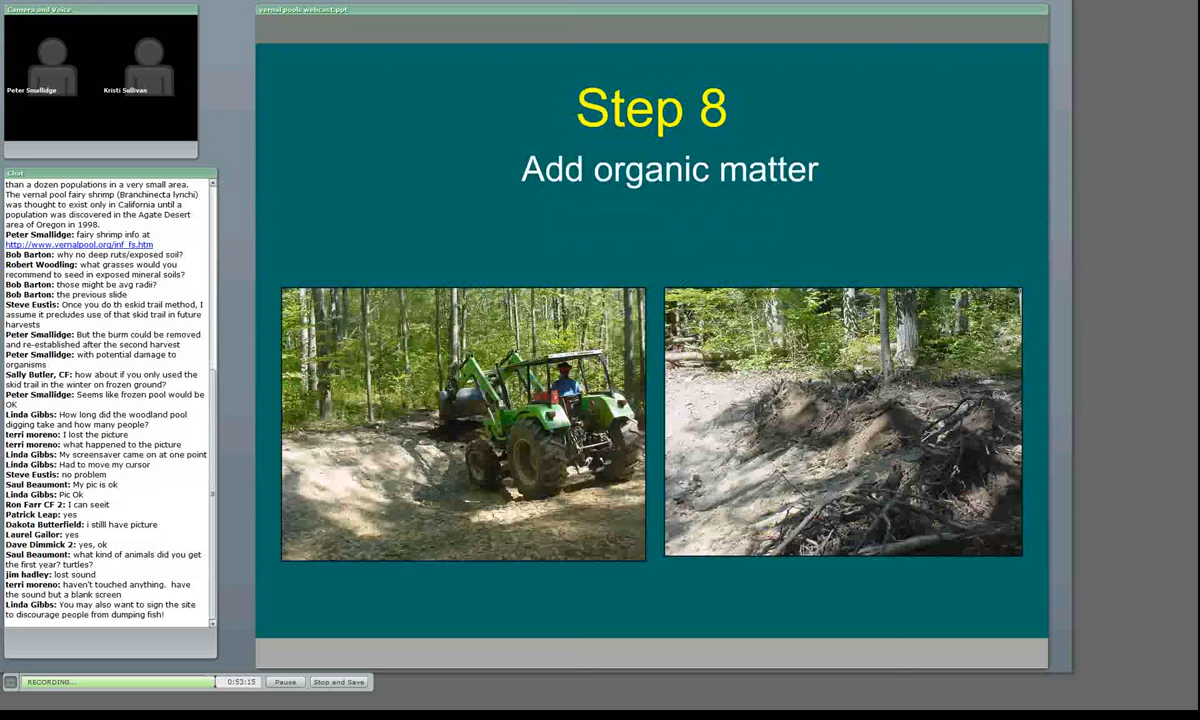 Camera and Voice
Peter Smallidge
Kristi Sullivan
Chat
than a dozen populations in a very small area.
The vernal pool fairy shrimp (Branchinecta lynchi)
was thought to exist only in California until a
population was discovered in the Agate Desert
area of Oregon in 1998.
Peter Smallidge: fairy shrimp info at
http://www.vernalpool.org/inf_fs.htm
Bob Barton: why no deep ruts/exposed soil?
Robert Woodling: what grasses would you
recommend to seed in exposed mineral soils?
Bob Barton: those might be avg radii?
Bob Barton: the previous slide
Steve Eustis: Once you do th eskid trail method, I
assume it precludes use of that skid trail in future
harvests
Peter Smallidge: But the burm could be removed
and re-established after the second harvest
Peter Smallidge: with potential damage to
organisms
Sally Butler, CF: how about if you only used the
skid trail in the winter on frozen ground?
Peter Smallidge: Seems like frozen pool would be
OK
Linda Gibbs: How long did the woodland pool
digging take and how many people?
terri moreno: I lost the picture
terri moreno: what happened to the picture
Linda Gibbs: My screensaver came on at one point
Linda Gibbs: Had to move my cursor
Steve Eustis: no problem
Saul Beaumont: My pic is ok
Linda Gibbs: Pic Ok
Ron Farr CF 2: I can seeit
Patrick Leap: yes
Dakota Butterfield: i stilll have picture
Laurel Gailor: yes
Dave Dimmick 2: yes, ok
Saul Beaumont: what kind of animals did you get
the first year? turtles?
jim hadley: lost sound
terri moreno: haven't touched anything. have
the sound but a blank screen
Linda Gibbs: You may also want to sign the site
to discourage people from dumping fish!
RECORDING...
0:53:15
Pause
Stop and Save
vernal pools webcast.ppt
Step 8
Add organic matter